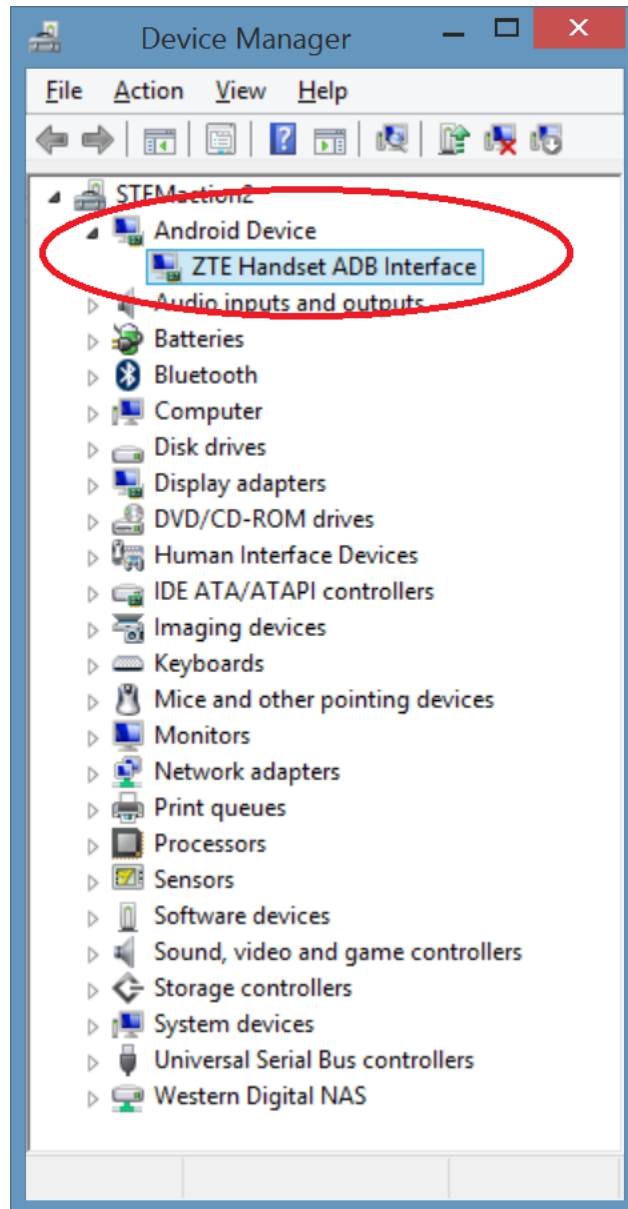 Device Manager
File Action View Help
STEMaction2
Android Device
ZTE Handset ADB Interface
Audio inputs and outputs
Batteries
Bluetooth
Computer
Disk drives
Display adapters
DVD/CD-ROM drives
Human Interface Devices
IDE ATA/ATAPI controllers
Imaging devices
Keyboards
Mice and other pointing devices
Monitors
Network adapters
Print queues
Processors
Sensors
Software devices
Sound, video and game controllers
Storage controllers
System devices
Universal Serial Bus controllers
Western Digital NAS